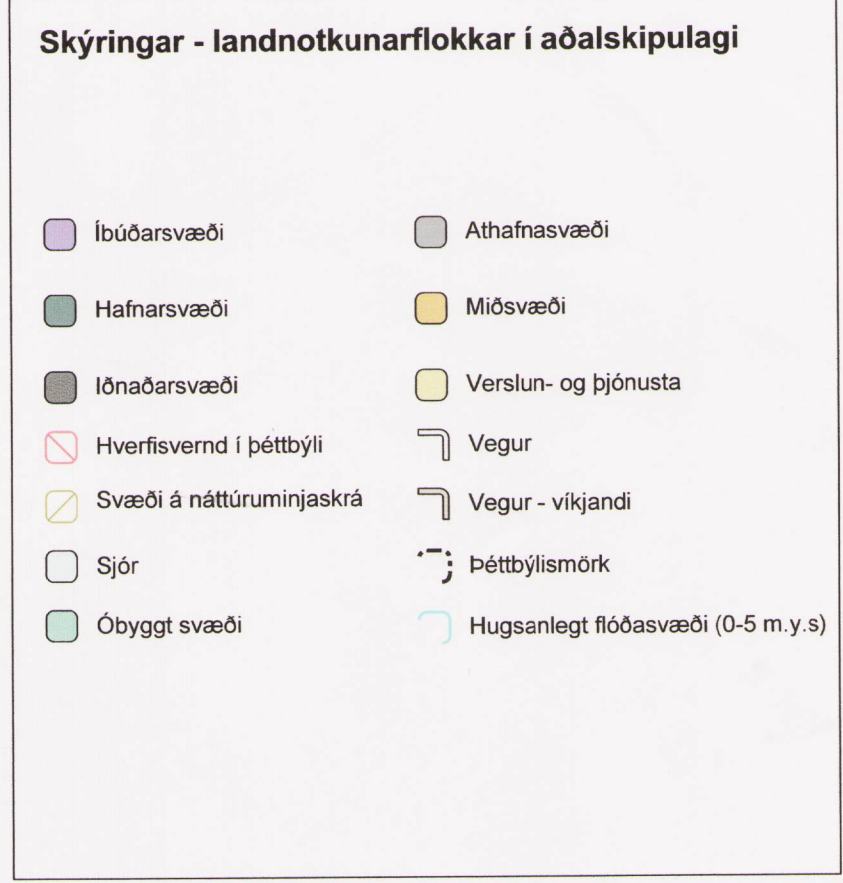 Skýringar - landnotkunarflokkar í aðalskipulagi
Íbúðarsvæði
Hafnarsvæði
Iðnaðarsvæði
Hverfisvernd í þéttbýli
Svæði á náttúruminjaskrá
Sjór
Óbyggt svæði
Athafnasvæði
Miðsvæði
Verslun- og þjónusta
Vegur
Vegur - víkjandi
Þéttbýlismörk
Hugsanlegt flóðasvæði (0-5 m.y.s)